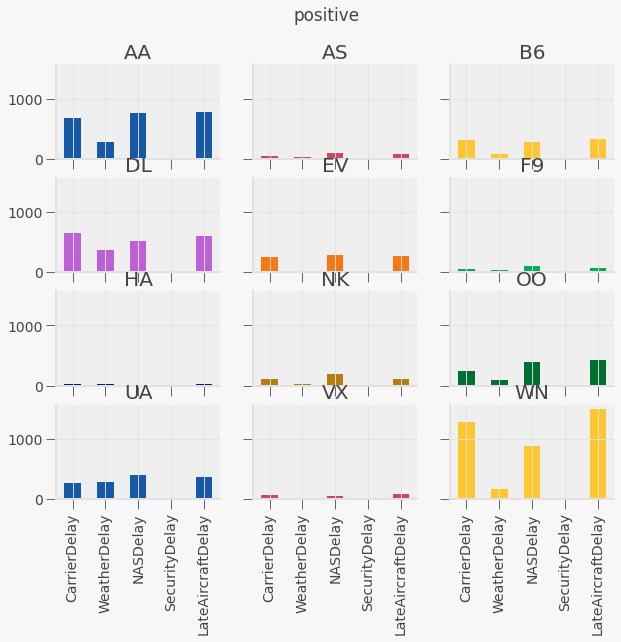 positive
AA AS B6
1000
0
DL EV F9
1000
0
HA NK OO
1000
0
UA VX WN
1000
0
CarrierDelay WeatherDelay NASDelay SecurityDelay LateAircraftDelay CarrierDelay WeatherDelay NASDelay SecurityDelay LateAircraftDelay CarrierDelay WeatherDelay NASDelay SecurityDelay LateAircraftDelay